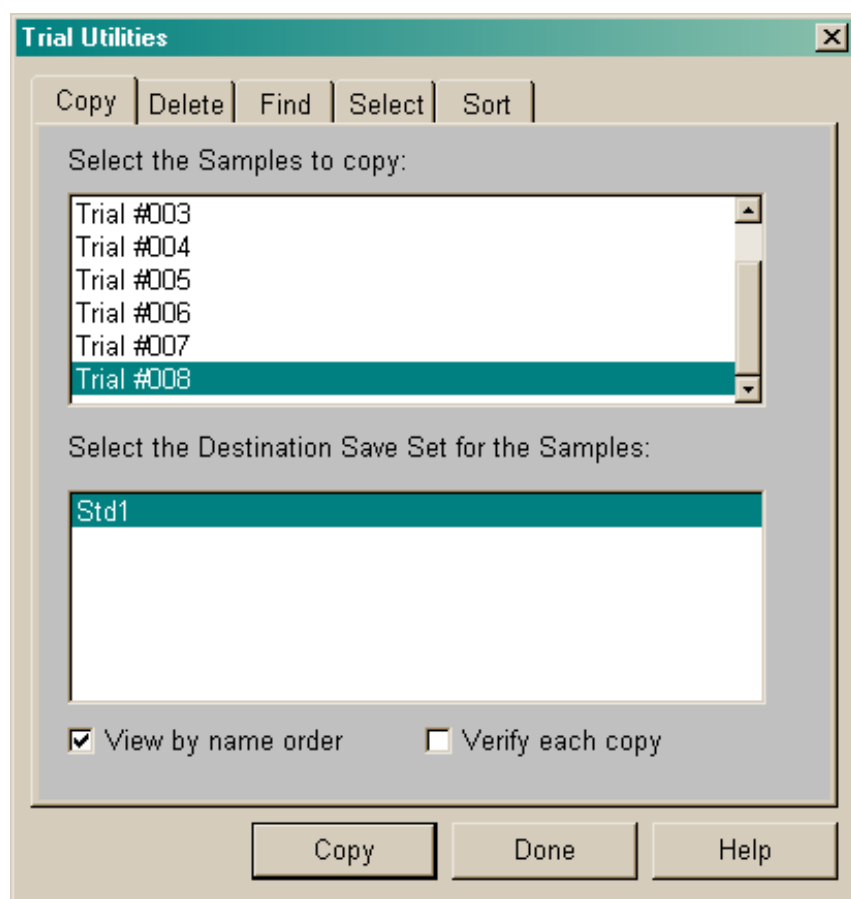 Trial Utilities
Copy Delete Find Select Sort
Select the Samples to copy:
Trial #003
Trial #004
Trial #005
Trial #006
Trial #007
Trial #008
Select the Destination Save Set for the Samples:
Std1
View by name order Verify each copy
Copy Done Help